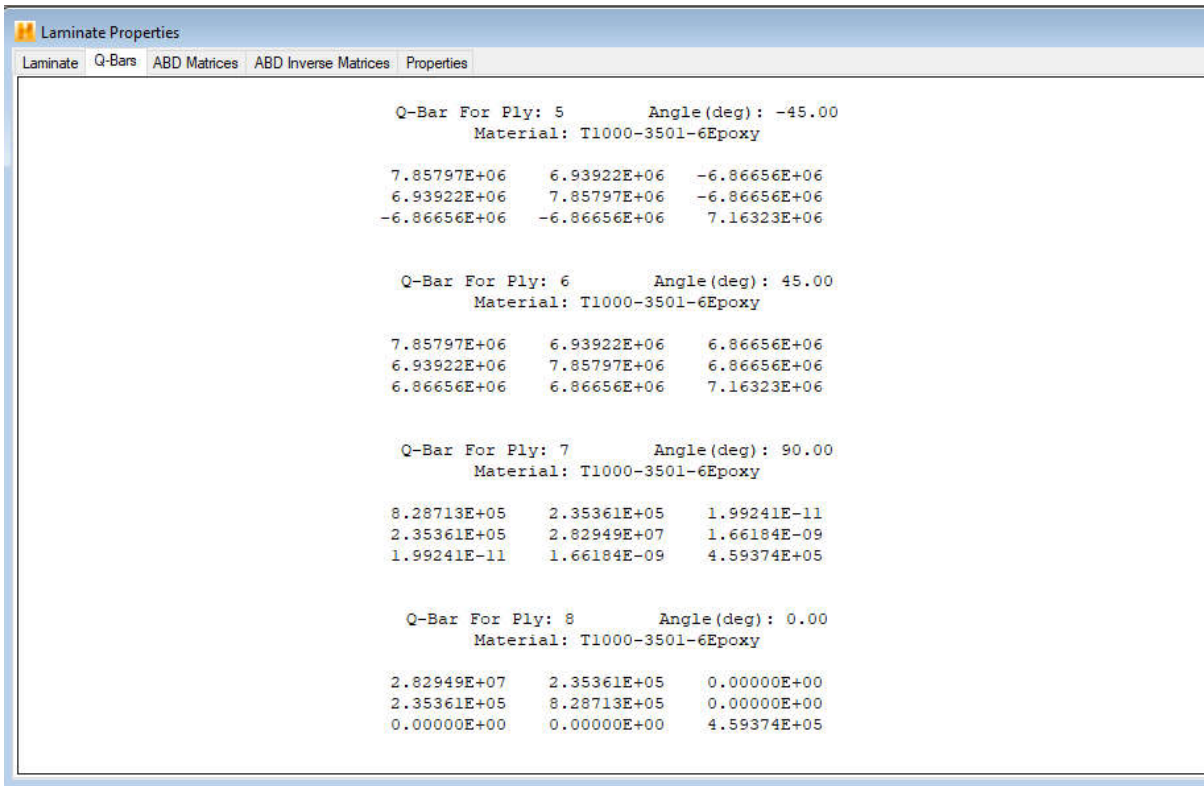 Laminate Properties
Laminate Q-Bars ABD Matrices ABD Inverse Matrices Properties
Q-Bar For Ply: 5 Angle(deg): -45.00
Material: T1000-3501-6Epoxy
7.85797E+06 6.93922E+06 -6.86656E+06
6.93922E+06 7.85797E+06 -6.86656E+06
-6.86656E+06 -6.86656E+06 7.16323E+06
Q-Bar For Ply: 6 Angle(deg): 45.00
Material: T1000-3501-6Epoxy
7.85797E+06 6.93922E+06 6.86656E+06
6.93922E+06 7.85797E+06 6.86656E+06
6.86656E+06 6.86656E+06 7.16323E+06
Q-Bar For Ply: 7 Angle(deg): 90.00
Material: T1000-3501-6Epoxy
8.28713E+05 2.35361E+05 1.99241E-11
2.35361E+05 2.82949E+07 1.66184E-09
1.99241E-11 1.66184E-09 4.59374E+05
Q-Bar For Ply: 8 Angle(deg): 0.00
Material: T1000-3501-6Epoxy
2.82949E+07 2.35361E+05 0.00000E+00
2.35361E+05 8.28713E+05 0.00000E+00
0.00000E+00 0.00000E+00 4.59374E+05